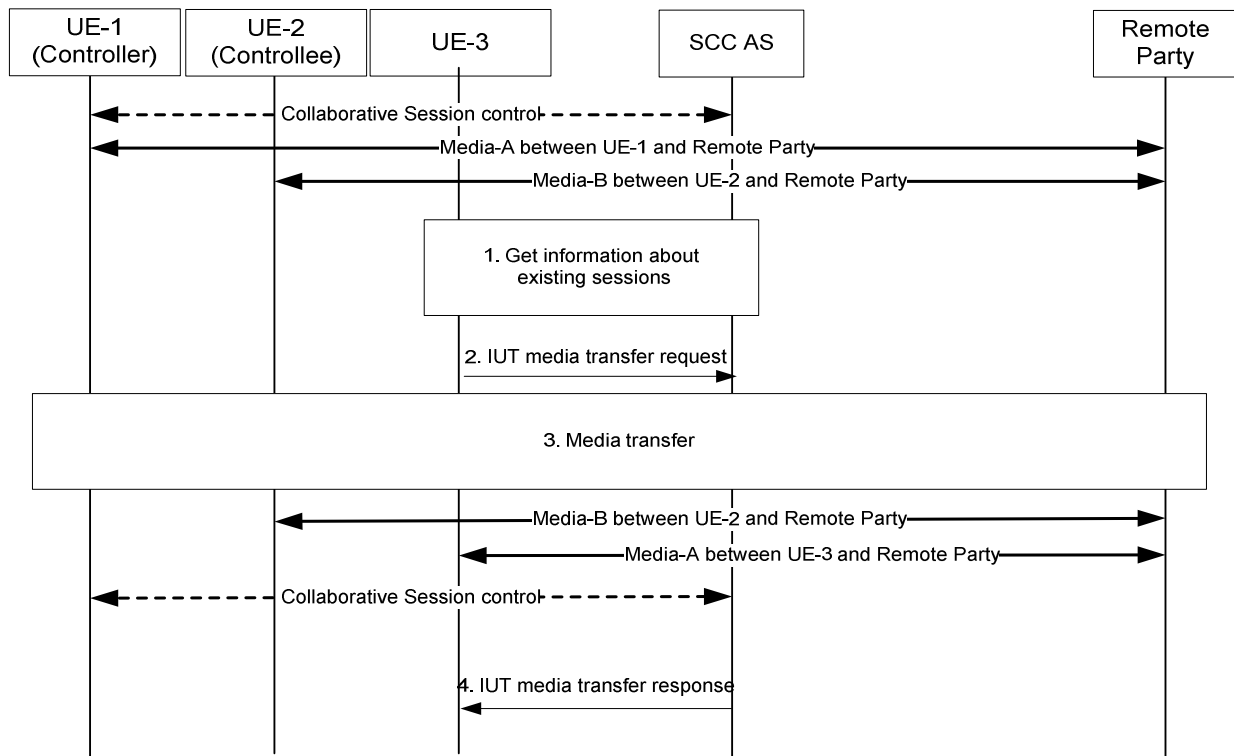 UE-1
(Controller)
UE-2
(Controllee)
UE-3
SCC AS
Remote
Party
Collaborative Session control
Media-A between UE-1 and Remote Party
Media-B between UE-2 and Remote Party
1. Get information about
existing sessions
2. IUT media transfer request
3. Media transfer
Media-B between UE-2 and Remote Party
Media-A between UE-3 and Remote Party
Collaborative Session control
4. IUT media transfer response